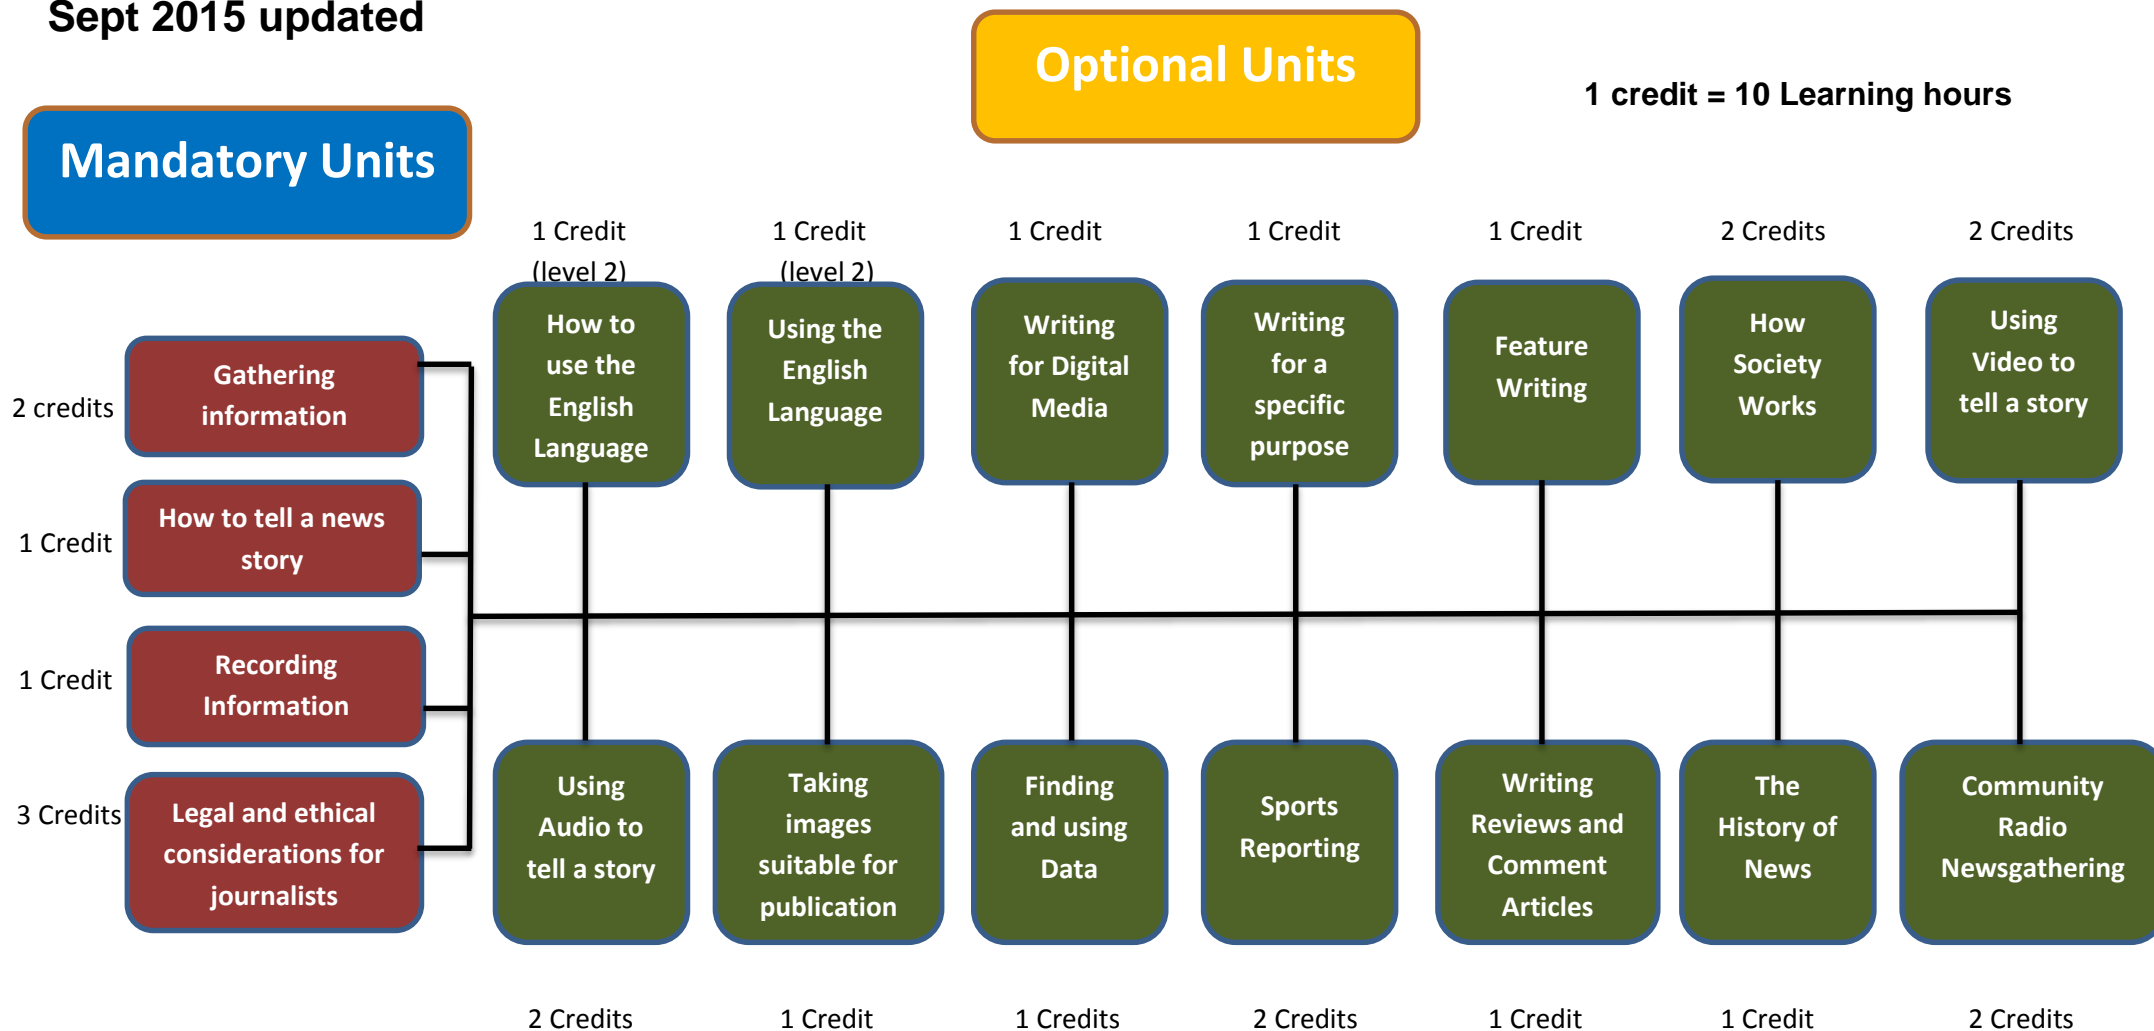 Sept 2015 updated
Optional Units
1 credit = 10 Learning hours
Mandatory Units
1 Credit
(level 2)
1 Credit
(level 2)
1 Credit
1 Credit
1 Credit
2 Credits
2 Credits
How to
use the
English
Language
Using the
English
Language
Writing
for Digital
Media
Writing
for a
specific
purpose
Feature
Writing
How
Society
Works
Using
Video to
tell a story
2 credits
Gathering
information
1 Credit
How to tell a news
story
1 Credit
Recording
Information
3 Credits
Legal and ethical
considerations for
journalists
Using
Audio to
tell a story
Taking
images
suitable for
publication
Finding
and using
Data
Sports
Reporting
Writing
Reviews and
Comment
Articles
The
History of
News
Community
Radio
Newsgathering
2 Credits
1 Credit
1 Credits
2 Credits
1 Credit
1 Credit
2 Credits